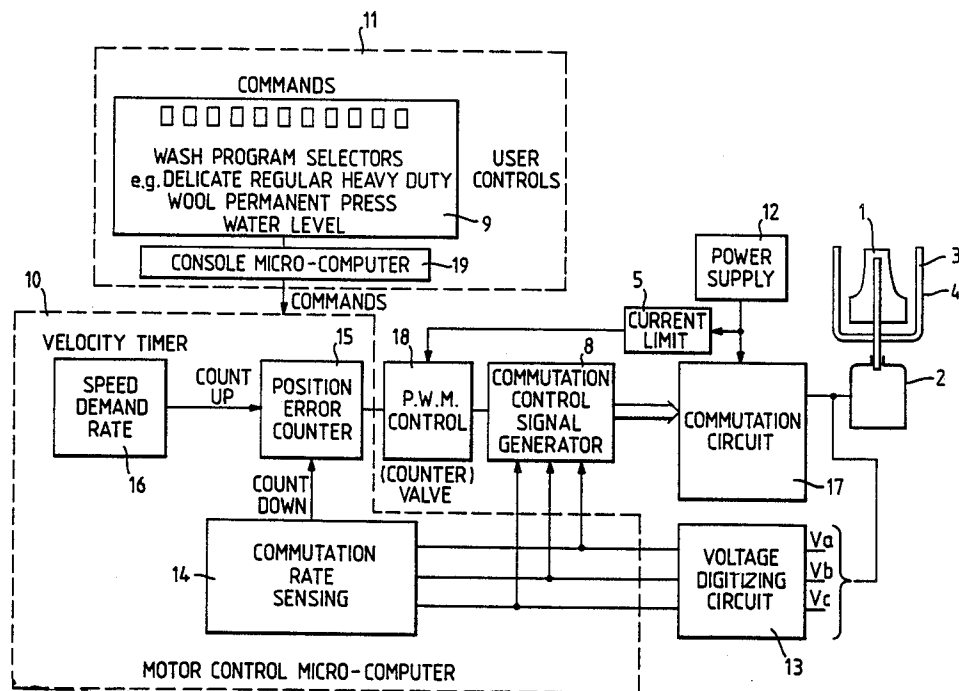 11
COMMANDS
WASH PROGRAM SELECTORS
e.g. DELICATE REGULAR HEAVY DUTY
WOOL PERMANENT PRESS
WATER LEVEL
9
USER
CONTROLS
CONSOLE MICRO-COMPUTER
19
COMMANDS
12
POWER
SUPPLY
1
3
4
2
10
VELOCITY TIMER
SPEED
DEMAND
RATE
16
COUNT
UP
15
POSITION
ERROR
COUNTER
COUNT
DOWN
18
P.W.M.
CONTROL
(COUNTER)
VALVE
5
CURRENT
LIMIT
8
COMMUTATION
CONTROL
SIGNAL
GENERATOR
COMMUTATION
CIRCUIT
17
14
COMMUTATION
RATE
SENSING
VOLTAGE
DIGITIZING
CIRCUIT
13
Va
Vb
Vc
MOTOR CONTROL MICRO-COMPUTER